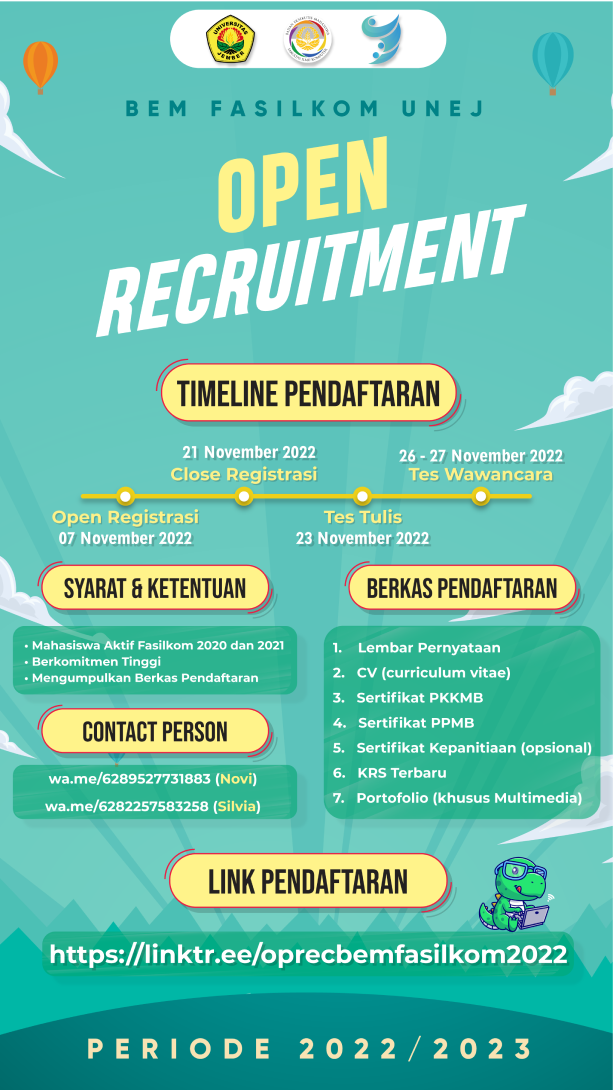 UNIVERSITAS
JEMBER
BEM FASILKOM UNEJ
OPEN
RECRUITMENT
TIMELINE PENDAFTARAN
21 November 2022
Close Registrasi
26 - 27 November 2022
Tes Wawancara
Open Registrasi
07 November 2022
Tes Tulis
23 November 2022
SYARAT & KETENTUAN
• Mahasiswa Aktif Fasilkom 2020 dan 2021
• Berkomitmen Tinggi
• Mengumpulkan Berkas Pendaftaran
CONTACT PERSON
wa.me/6289527731883 (Novi)
wa.me/6282257583258 (Silvia)
BERKAS PENDAFTARAN
1. Lembar Pernyataan
2. CV (curriculum vitae)
3. Sertifikat PKKMB
4. Sertifikat PPMB
5. Sertifikat Kepanitiaan (opsional)
6. KRS Terbaru
7. Portofolio (khusus Multimedia)
LINK PENDAFTARAN
https://linktr.ee/oprecbemfasilkom2022
PERIODE 2022/2023